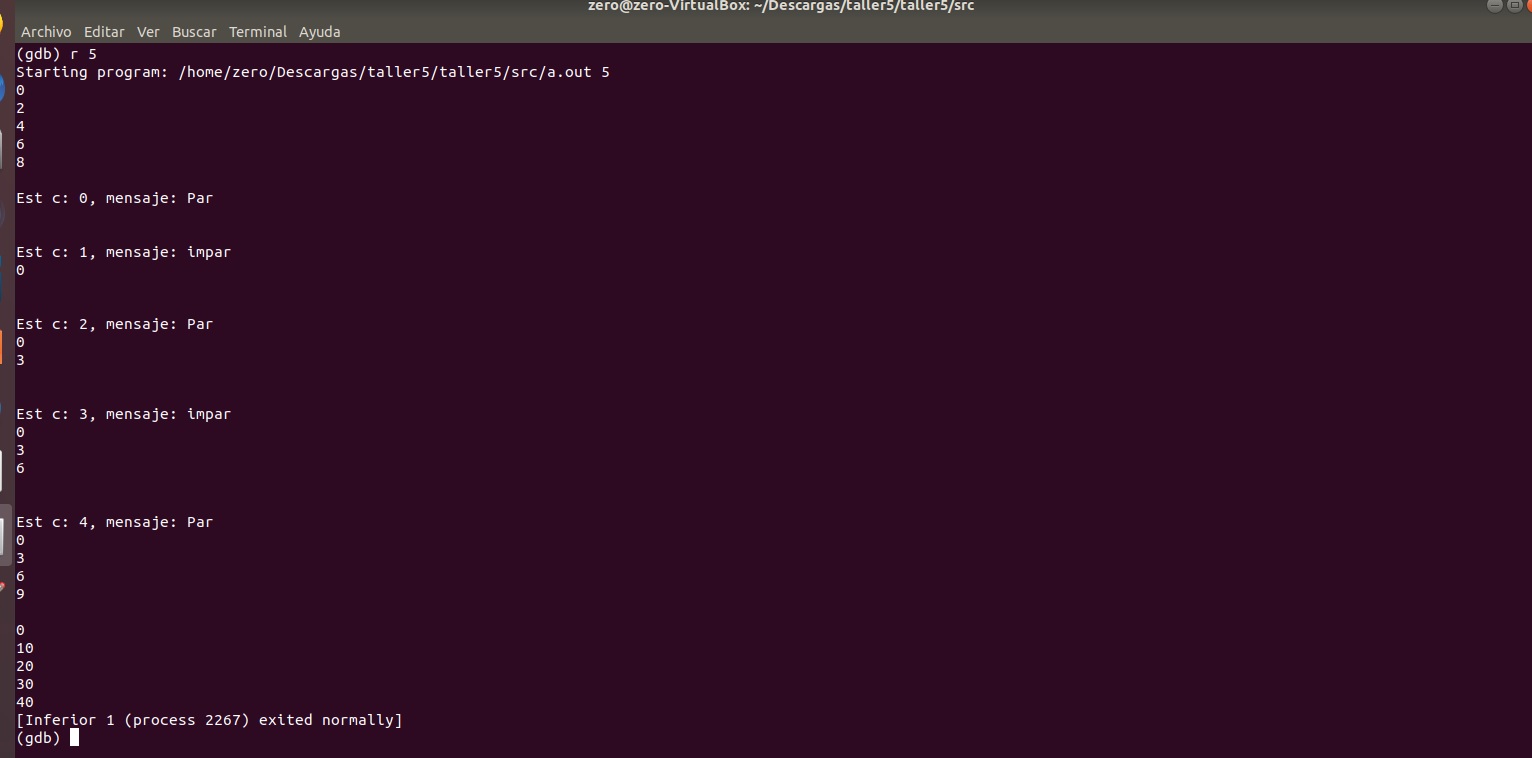 zero@zero-VirtualBox: ~/Descargas/taller5/taller5/src
Archivo Editar Ver Buscar Terminal Ayuda
(gdb) r 5
Starting program: /home/zero/Descargas/taller5/taller5/src/a.out 5
0
2
4
6
8
Est c: 0, mensaje: Par
Est c: 1, mensaje: impar
0
Est c: 2, mensaje: Par
0
3
Est c: 3, mensaje: impar
0
3
6
Est c: 4, mensaje: Par
0
3
6
9
0
10
20
30
40
[Inferior 1 (process 2267) exited normally]
(gdb)